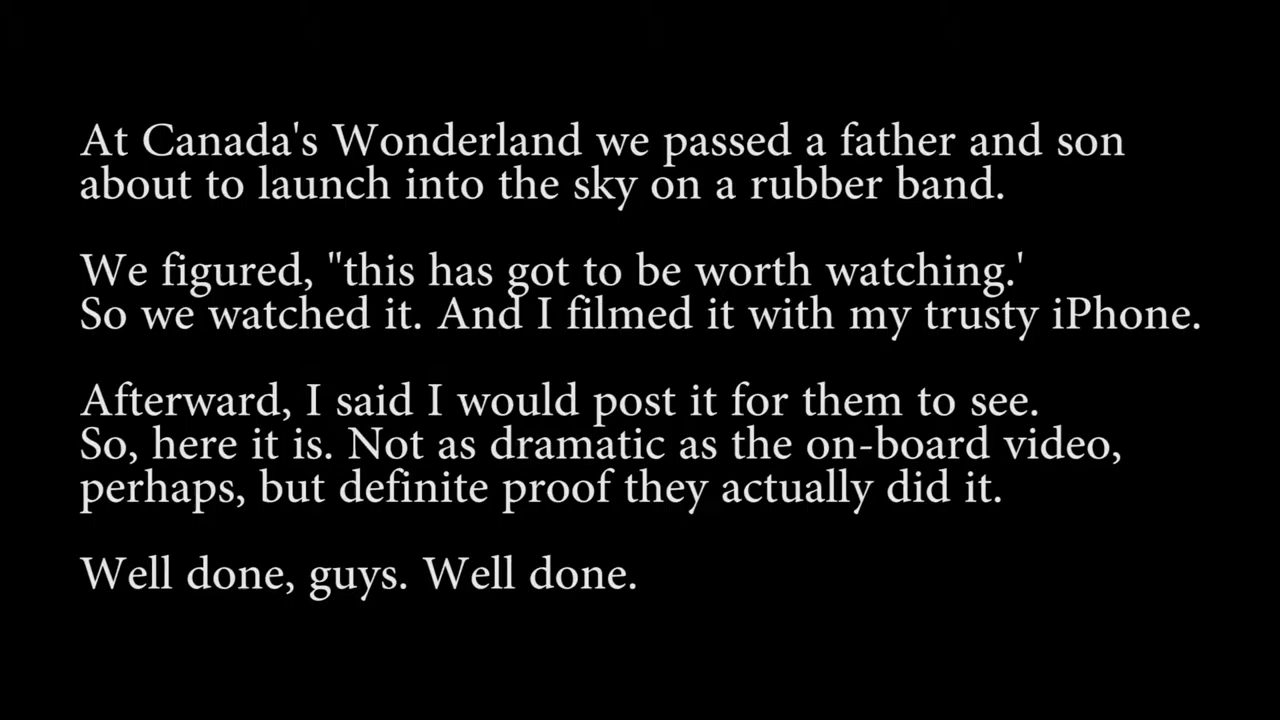 At Canada's Wonderland we passed a father and son
about to launch into the sky on a rubber band.
We figured, "this has got to be worth watching.'
So we watched it. And I filmed it with my trusty iPhone.
Afterward, I said I would post it for them to see.
So, here it is. Not as dramatic as the on-board video,
perhaps, but definite proof they actually did it.
Well done, guys. Well done.